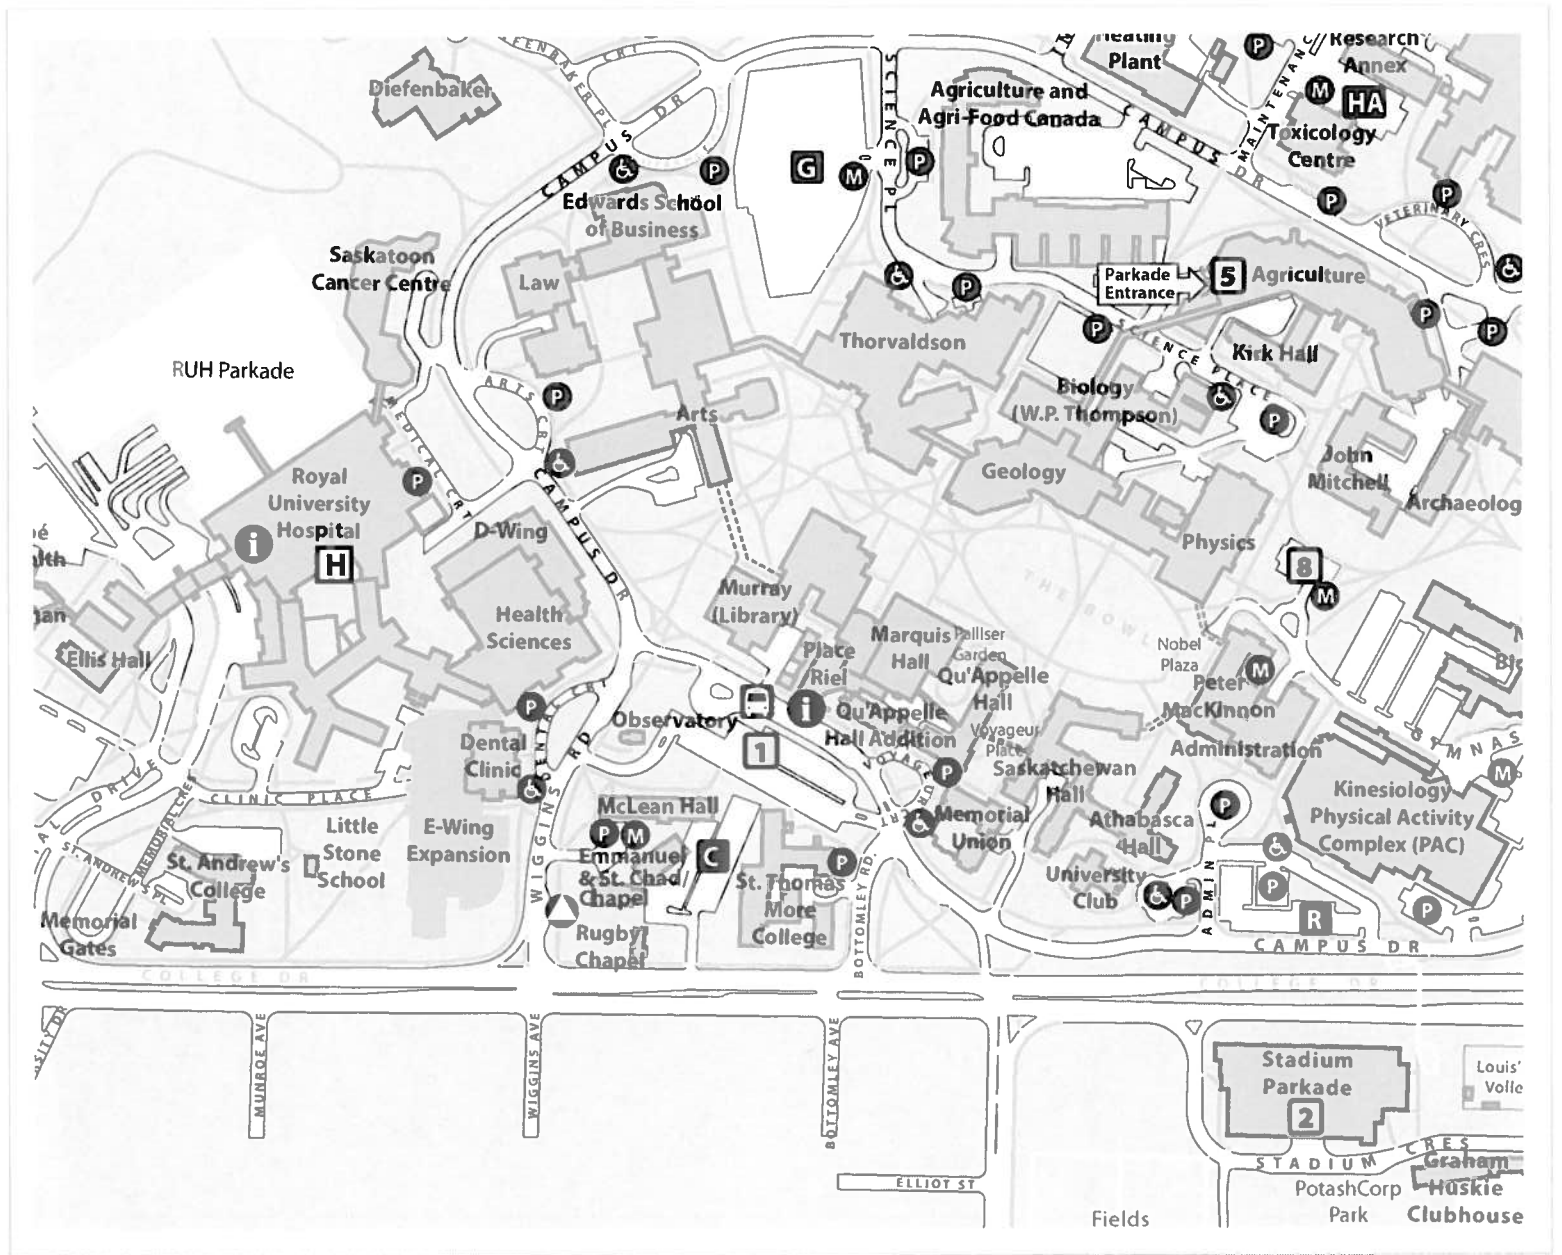 CRT
CAMPUS DR
SCIENCE PL
Diefenbaker
Agriculture and
Agri-Food Canada
Heating
Plant
P
Research
Annex
M
HA
Toxicology
Centre
MAINTENANC
CAMPUS DR
G
M
P
P
Edwards School
of Business
P
P
VETERINARY CRES
Saskatoon
Cancer Centre
Law
Parkade
Entrance
5
Agriculture
P
P
P
P
SCIENCE PLACE
Thorvaldson
Kirk Hall
RUH Parkade
ARTS CRT
P
Arts
Biology
(W.P. Thompson)
P
MEDICAL CRT
P
Royal
University
Hospital
i
H
D-Wing
CAMPUS DR
Geology
John
Mitchell
Archaeolog
Physics
8
M
THE BOWL
Murray
(Library)
Health
Sciences
Ellis Hall
Marquis
Hall
Palliser
Garden
Place
Riel
Qu'Appelle
Hall
Nobel
Plaza
M
Peter
MacKinnon
P
Observatory
i
Qu'Appelle
Hall Addition
Voyageur
Place
Administration
GYMNAS
M
Dental
Clinic
1
P
Saskatchewan
Hall
Kinesiology
Physical Activity
Complex (PAC)
DRIVE
CLINIC PLACE
McLean Hall
P
M
Memorial
Union
Athabasca
Hall
P
E-Wing
Expansion
Little
Stone
School
ST. ANDREW'S PL
St. Andrew's
College
WIGGINS RD
Emmanuel
& St. Chad
Chapel
C
St. Thomas
More
College
P
BOTTOMLEY RD.
University
Club
P
ADMIN PL
P
R
P
Memorial
Gates
Rugby
Chapel
CAMPUS DR
COLLEGE DR
COLLEGE DR
MUNROE AVE
WIGGINS AVE
BOTTOMLEY AVE
Stadium
Parkade
2
Louis'
Volle
STADIUM CRES
ELLIOT ST
PotashCorp
Park
Graham
Huskie
Clubhouse
Fields